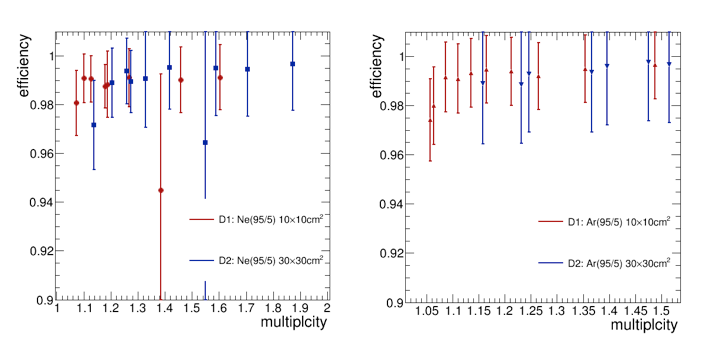 efficiency
1
0.98
0.96
0.94
0.92
0.9
D1: Ne(95/5) 10×10cm²
D2: Ne(95/5) 30×30cm²
1 1.1 1.2 1.3 1.4 1.5 1.6 1.7 1.8 1.9 2
multiplcity
efficiency
1
0.98
0.96
0.94
0.92
0.9
D1: Ar(95/5) 10×10cm²
D2: Ar(95/5) 30×30cm²
1.05 1.1 1.15 1.2 1.25 1.3 1.35 1.4 1.45 1.5
mulitplcity